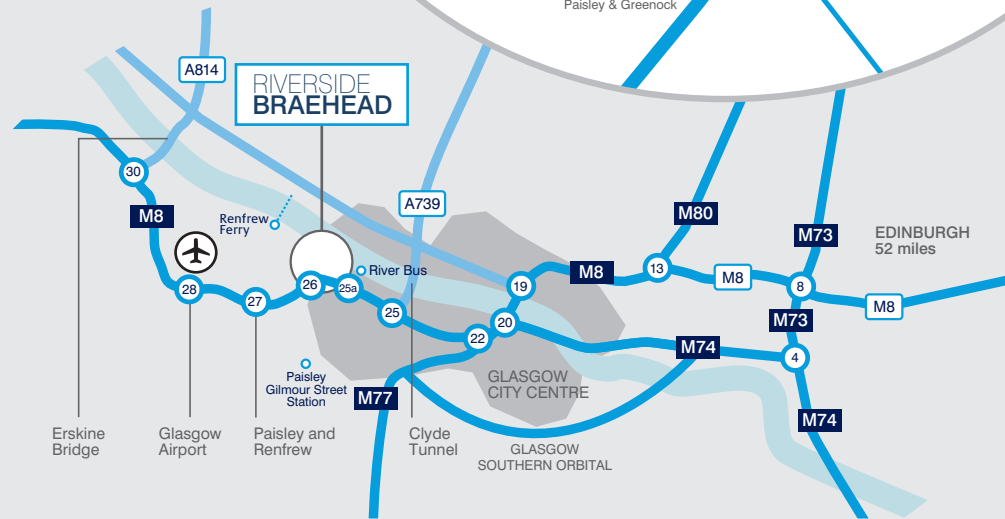 Paisley & Greenock
A814
RIVERSIDE
BRAEHEAD
30
M8
A739
Renfrew
Ferry
M80
M73
EDINBURGH
52 miles
28
27
26
25a
River Bus
25
19
M8
13
M8
8
M8
22
20
M73
M74
4
Paisley
Gilmour Street
Station
M77
GLASGOW
CITY CENTRE
M74
Erskine
Bridge
Glasgow
Airport
Paisley and
Renfrew
Clyde
Tunnel
GLASGOW
SOUTHERN ORBITAL